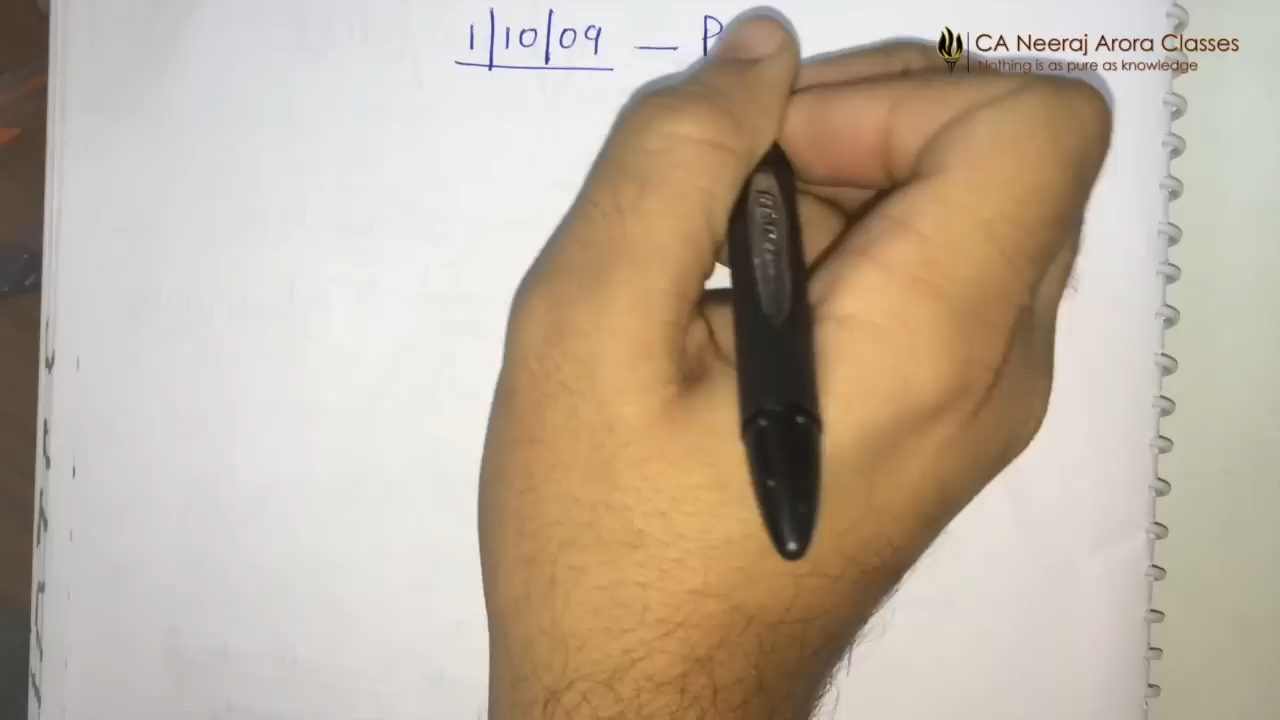 1/10/09 — P
CA Neeraj Arora Classes
Nothing is as pure as knowledge